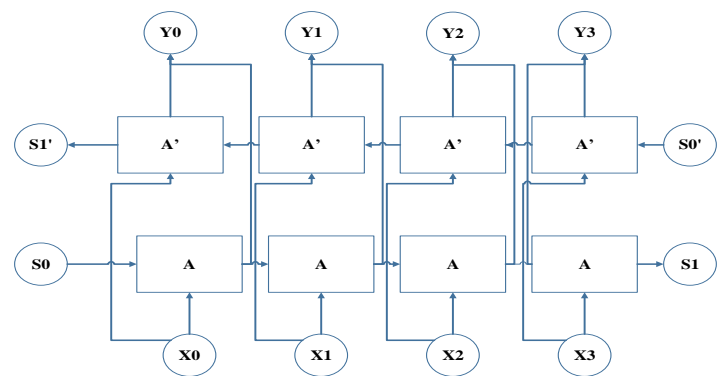 Y0 Y1 Y2 Y3
S1' A’ A’ A’ A’ S0'
S0 A A A A S1
X0 X1 X2 X3